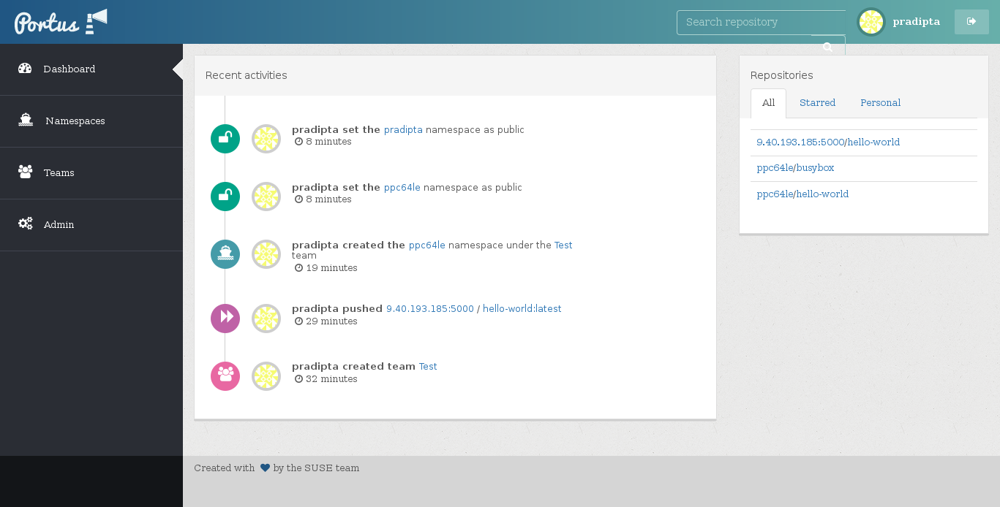 Portus
Search repository
pradipta
Dashboard
Namespaces
Teams
Admin
Recent activities
pradipta set the pradipta namespace as public
8 minutes
pradipta set the ppc64le namespace as public
8 minutes
pradipta created the ppc64le namespace under the Test
team
19 minutes
pradipta pushed 9.40.193.185:5000 / hello-world:latest
29 minutes
pradipta created team Test
32 minutes
Repositories
All Starred Personal
9.40.193.185:5000/hello-world
ppc64le/busybox
ppc64le/hello-world
Created with by the SUSE team